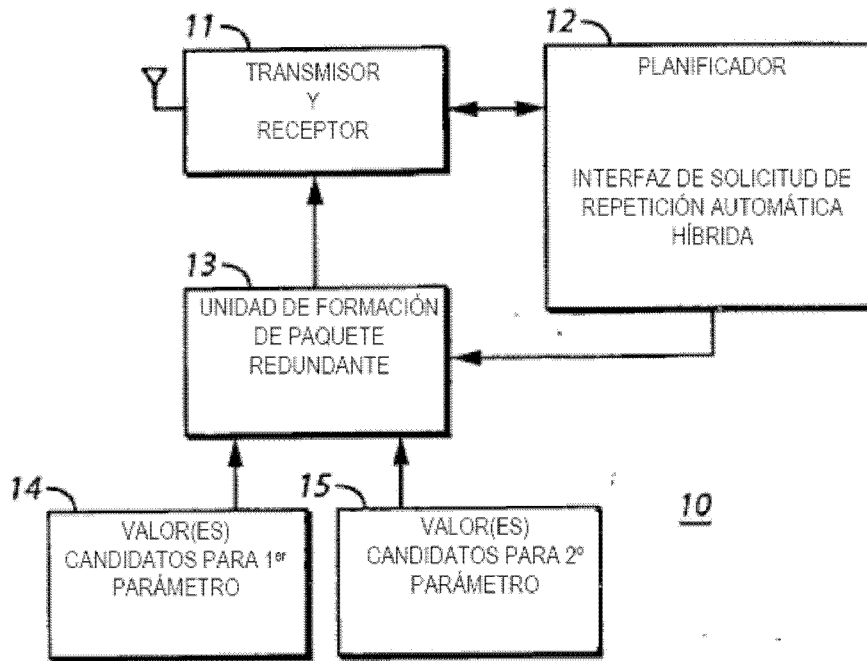 11
TRANSMISOR
Y
RECEPTOR
12
PLANIFICADOR
INTERFAZ DE SOLICITUD DE
REPETICIÓN AUTOMÁTICA
HÍBRIDA
13
UNIDAD DE FORMACIÓN
DE PAQUETE
REDUNDANTE
14
VALOR(ES)
CANDIDATOS PARA 1er
PARÁMETRO
15
VALOR(ES)
CANDIDATOS PARA 2º
PARÁMETRO
10